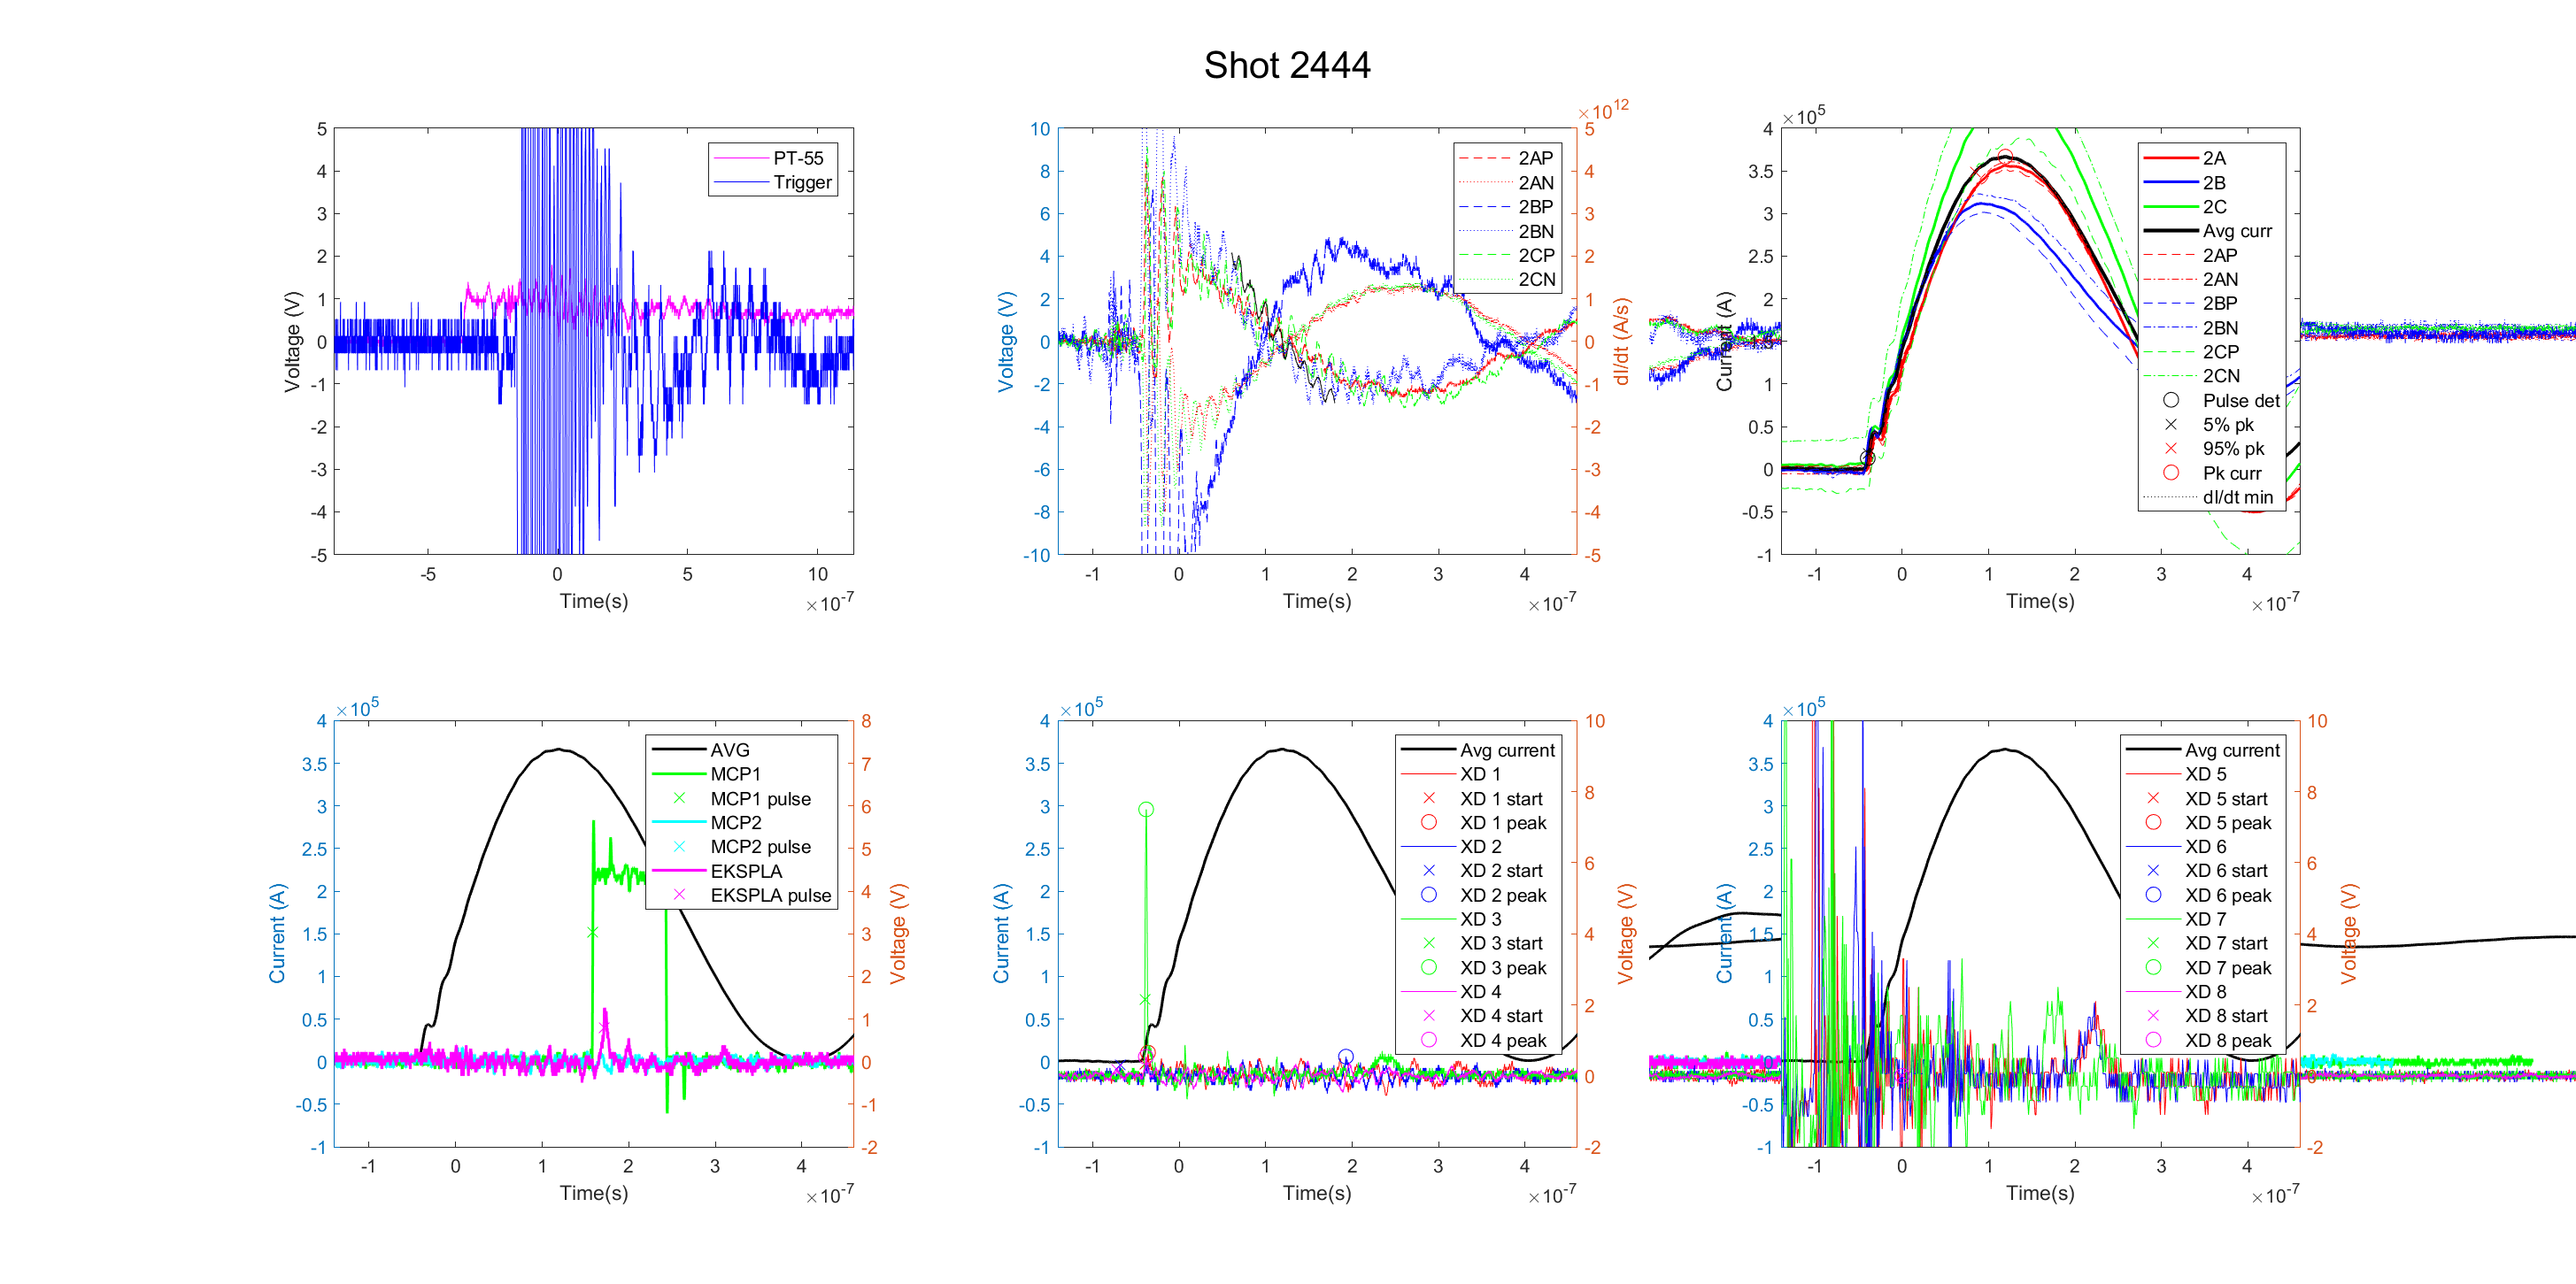 Shot 2444
5
4
3
2
1
0
-1
-2
-3
-4
-5
Voltage (V)
-5 0 5 10
Time(s)
×10-7
PT-55
Trigger
10
8
6
4
2
0
-2
-4
-6
-8
-10
Voltage (V)
×1012
5
4
3
2
1
0
-1
-2
-3
-4
-5
dI/dt (A/s)
-1 0 1 2 3 4
Time(s)
×10-7
2AP
2AN
2BP
2BN
2CP
2CN
×105
4
3.5
3
2.5
2
1.5
1
0.5
0
-0.5
-1
Current (A)
-1 0 1 2 3 4
Time(s)
×10-7
2A
2B
2C
Avg curr
2AP
2AN
2BP
2BN
2CP
2CN
Pulse det
5% pk
95% pk
Pk curr
dI/dt min
×105
4
3.5
3
2.5
2
1.5
1
0.5
0
-0.5
-1
Current (A)
8
7
6
5
4
3
2
1
0
-1
-2
Voltage (V)
-1 0 1 2 3 4
Time(s)
×10-7
AVG
MCP1
MCP1 pulse
MCP2
MCP2 pulse
EKSPLA
EKSPLA pulse
×105
4
3.5
3
2.5
2
1.5
1
0.5
0
-0.5
-1
Current (A)
10
8
6
4
2
0
-2
Voltage (V)
-1 0 1 2 3 4
Time(s)
×10-7
Avg current
XD 1
XD 1 start
XD 1 peak
XD 2
XD 2 start
XD 2 peak
XD 3
XD 3 start
XD 3 peak
XD 4
XD 4 start
XD 4 peak
×105
4
3.5
3
2.5
2
1.5
1
0.5
0
-0.5
-1
Current (A)
10
8
6
4
2
0
-2
Voltage (V)
-1 0 1 2 3 4
Time(s)
×10-7
Avg current
XD 5
XD 5 start
XD 5 peak
XD 6
XD 6 start
XD 6 peak
XD 7
XD 7 start
XD 7 peak
XD 8
XD 8 start
XD 8 peak